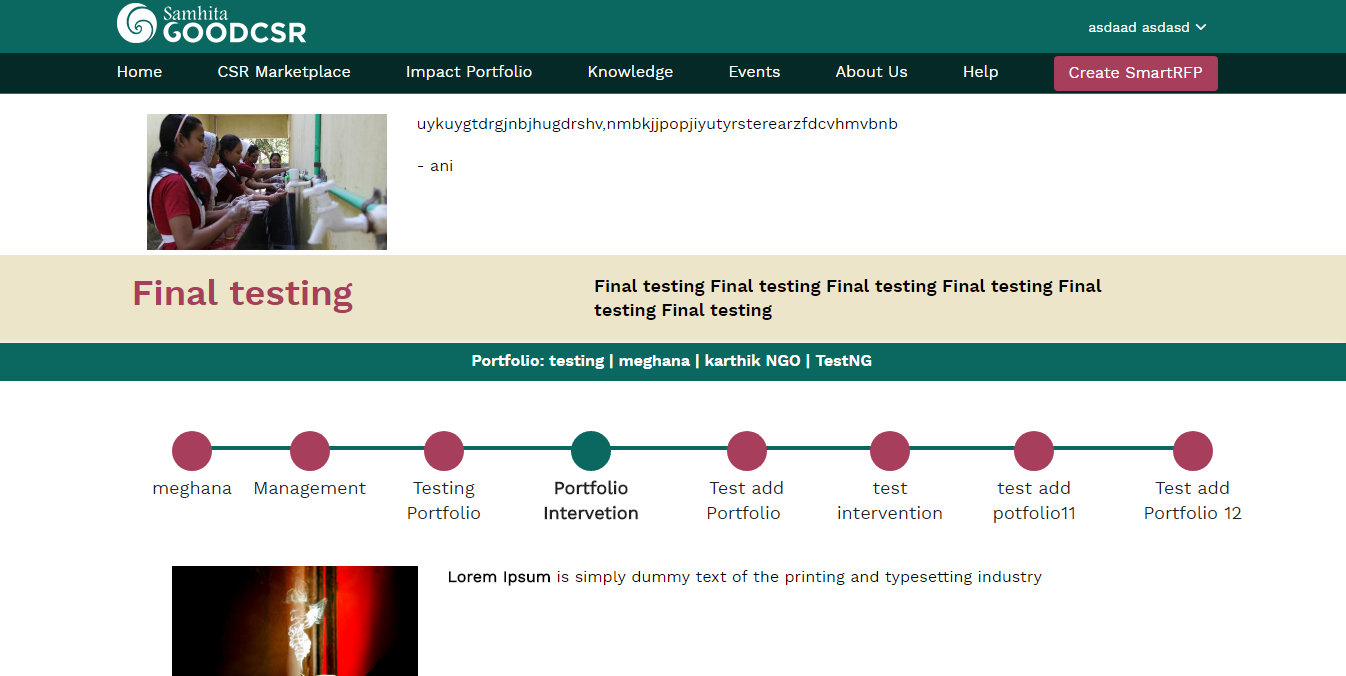 Samhita
GOODCSR
asdaad asdasd
Home CSR Marketplace Impact Portfolio Knowledge Events About Us Help Create SmartRFP
uykuygtdrgjnbjhugdrshv,nmbkjjpopjiyutyrsterearzfdcvhmvbnb
- ani
Final testing
Final testing Final testing Final testing Final testing Final
testing Final testing
Portfolio: testing | meghana | karthik NGO | TestNG
meghana
Management
Testing
Portfolio
Portfolio
Intervetion
Test add
Portfolio
test
intervention
test add
potfolio11
Test add
Portfolio 12
Lorem Ipsum is simply dummy text of the printing and typesetting industry